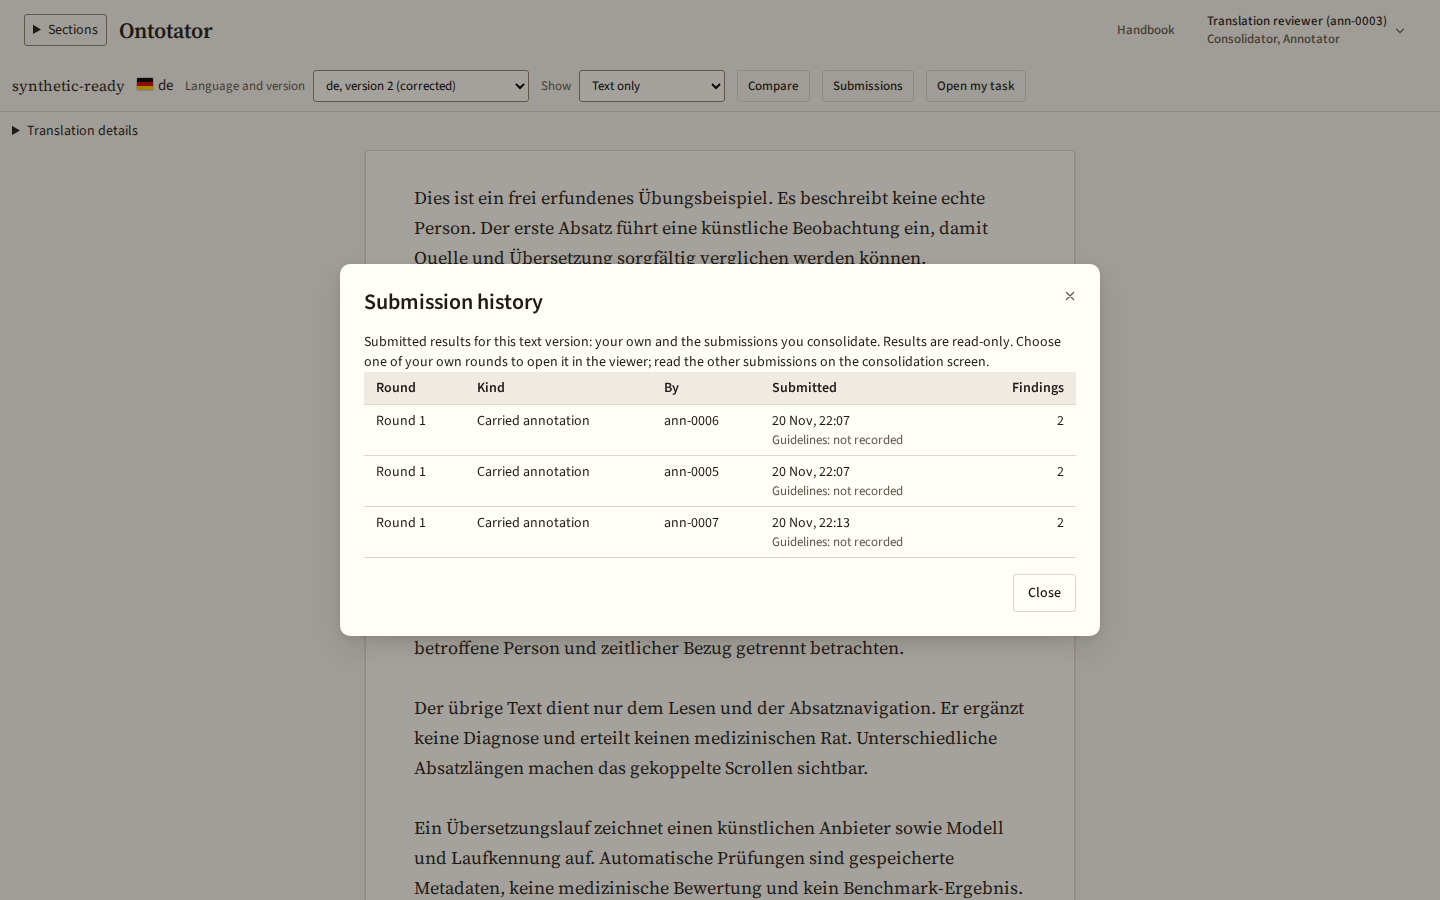 Sections
Ontotator
Handbook
Translation reviewer (ann-0003)
Consolidator, Annotator
synthetic-ready
de
Language and version
de, version 2 (corrected)
Show
Text only
Compare
Submissions
Open my task
Translation details
Dies ist ein frei erfundenes Übungsbeispiel. Es beschreibt keine echte
Person. Der erste Absatz führt eine künstliche Beobachtung ein, damit
Quelle und Übersetzung sorgfältig verglichen werden können.
Submission history
×
Submitted results for this text version: your own and the submissions you consolidate. Results are read-only. Choose
one of your own rounds to open it in the viewer; read the other submissions on the consolidation screen.
Round Kind By Submitted Findings
Round 1 Carried annotation ann-0006 20 Nov, 22:07 2
Guidelines: not recorded
Round 1 Carried annotation ann-0005 20 Nov, 22:07 2
Guidelines: not recorded
Round 1 Carried annotation ann-0007 20 Nov, 22:13 2
Guidelines: not recorded
Close
betroffene Person und zeitlicher Bezug getrennt betrachten.
Der übrige Text dient nur dem Lesen und der Absatznavigation. Er ergänzt
keine Diagnose und erteilt keinen medizinischen Rat. Unterschiedliche
Absatzlängen machen das gekoppelte Scrollen sichtbar.
Ein Übersetzungslauf zeichnet einen künstlichen Anbieter sowie Modell
und Laufkennung auf. Automatische Prüfungen sind gespeicherte
Metadaten, keine medizinische Bewertung und kein Benchmark-Ergebnis.